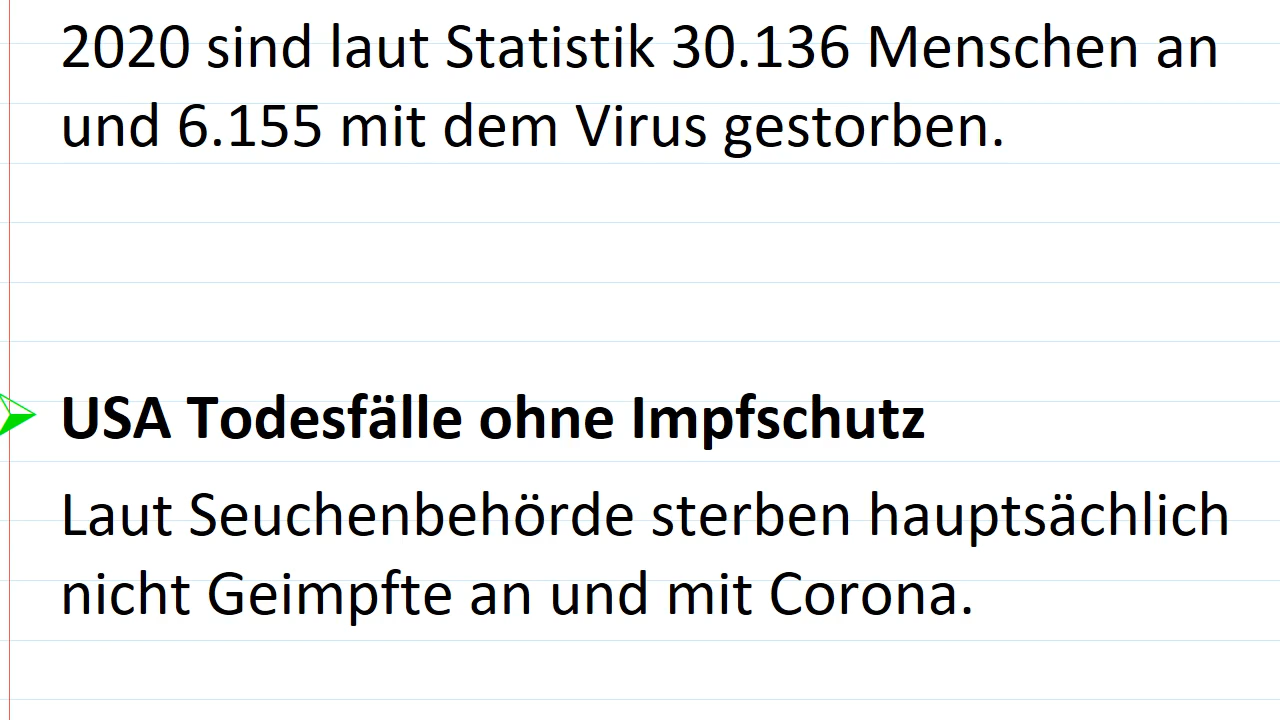 2020 sind laut Statistik 30.136 Menschen an
und 6.155 mit dem Virus gestorben.
USA Todesfälle ohne Impfschutz
Laut Seuchenbehörde sterben hauptsächlich
nicht Geimpfte an und mit Corona.